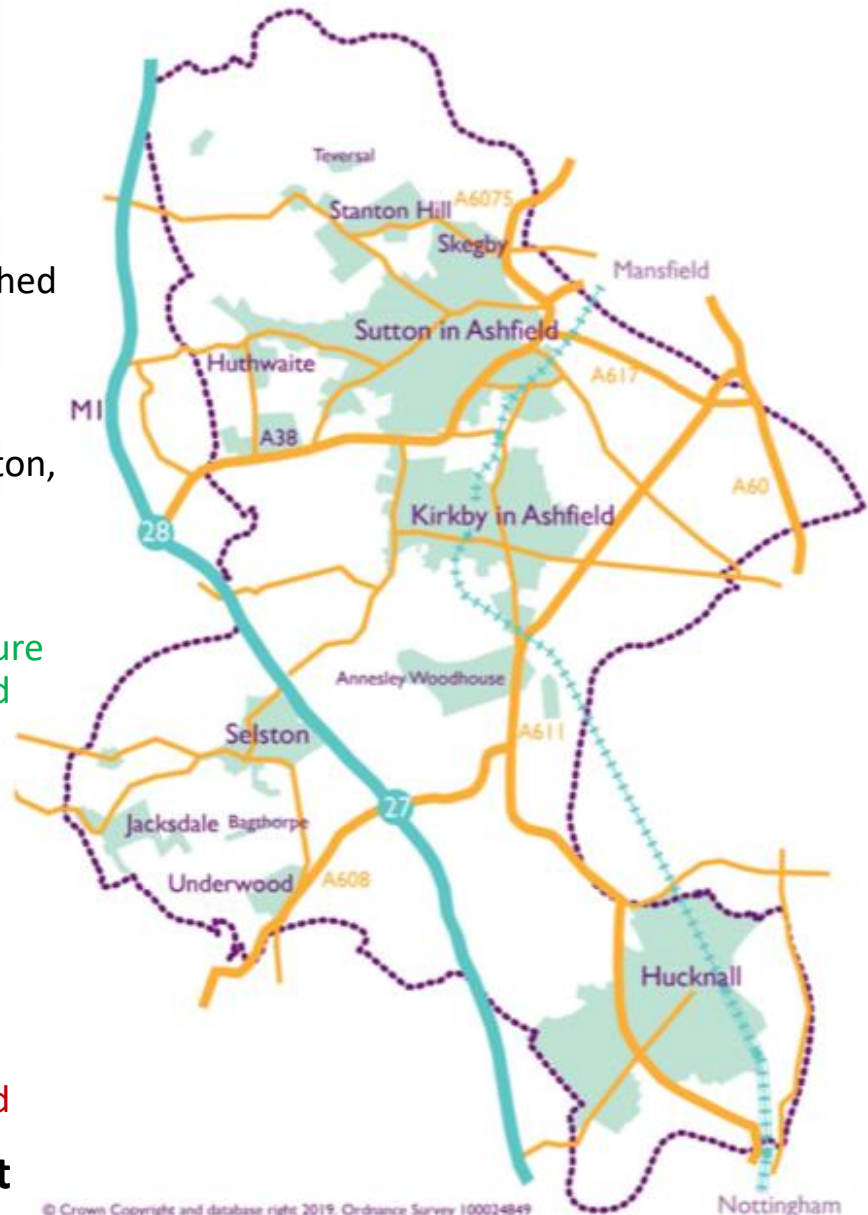 Teversal
A6075
Stanton Hill
Skegby
Mansfield
hed
Sutton in Ashfield
Huthwaite
A617
M1
A38
ton,
A60
Kirkby in Ashfield
28
ure
d
Annesley Woodhouse
A611
Selston
27
Jacksdale Bagthorpe
Underwood
A608
Hucknall
d
t
© Crown Copyright and database right 2019. Ordnance Survey 100024849
Nottingham